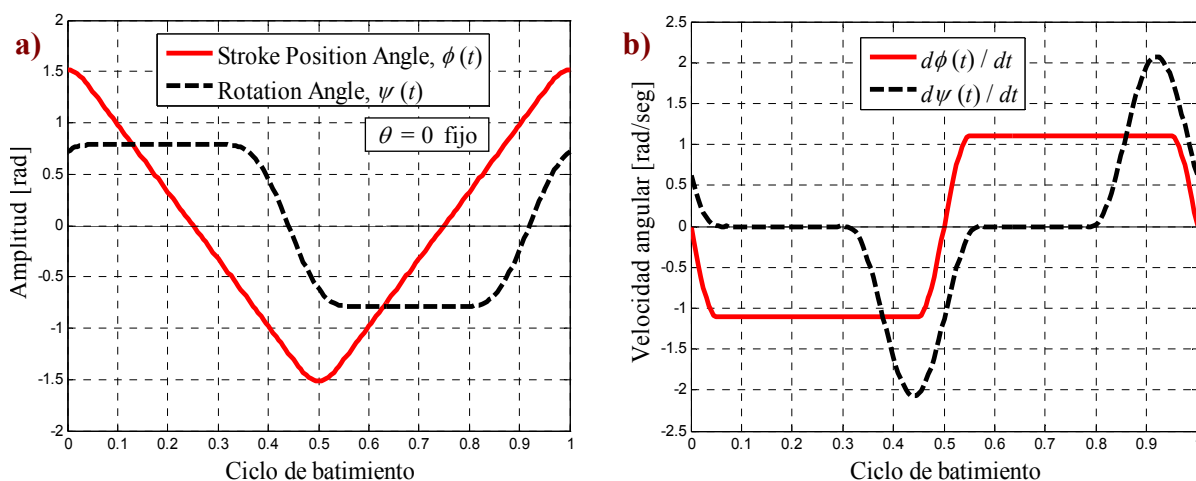 a)
2
1.5
1
0.5
0
-0.5
-1
-1.5
-2
Amplitud [rad]
Stroke Position Angle, ϕ (t)
Rotation Angle, ψ (t)
θ = 0 fijo
0 0.1 0.2 0.3 0.4 0.5 0.6 0.7 0.8 0.9 1
Ciclo de batimiento
b)
2.5
2
1.5
1
0.5
0
-0.5
-1
-1.5
-2
-2.5
Velocidad angular [rad/seg]
dϕ (t) / dt
dψ (t) / dt
0 0.1 0.2 0.3 0.4 0.5 0.6 0.7 0.8 0.9
Ciclo de batimiento